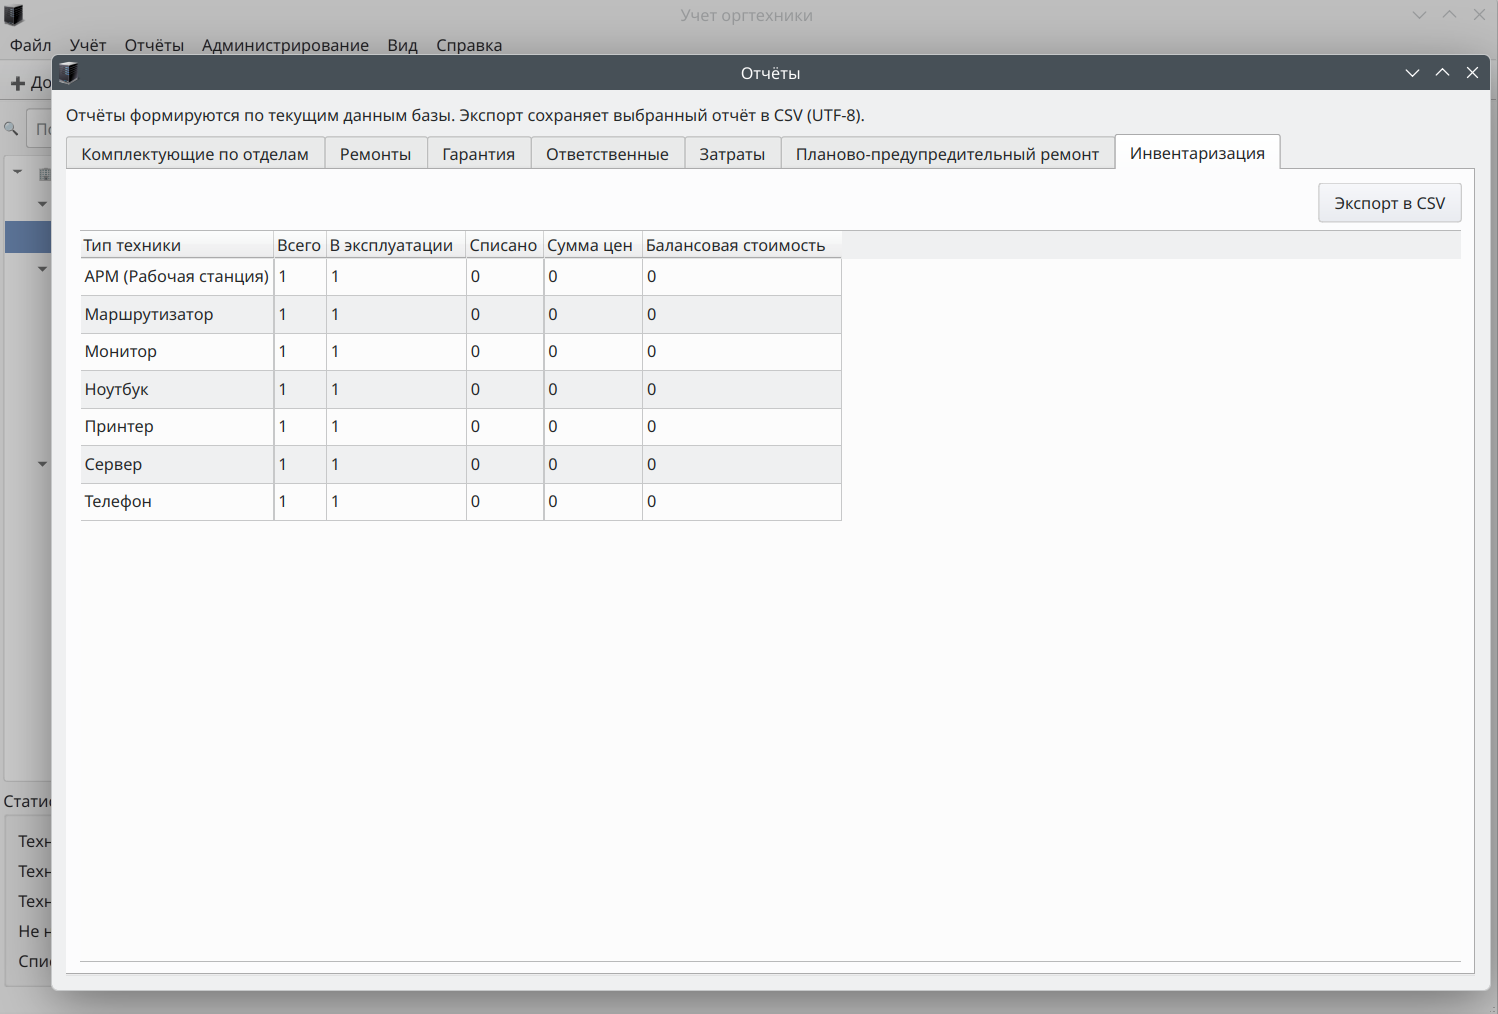 Учет оргтехники
Файл Учёт Отчёты Администрирование Вид Справка
Отчёты
Отчёты формируются по текущим данным базы. Экспорт сохраняет выбранный отчёт в CSV (UTF-8).
Комплектующие по отделам Ремонты Гарантия Ответственные Затраты Планово-предупредительный ремонт Инвентаризация
Экспорт в CSV
Тип техники Всего В эксплуатации Списано Сумма цен Балансовая стоимость
АРМ (Рабочая станция) 1 1 0 0 0
Маршрутизатор 1 1 0 0 0
Монитор 1 1 0 0 0
Ноутбук 1 1 0 0 0
Принтер 1 1 0 0 0
Сервер 1 1 0 0 0
Телефон 1 1 0 0 0
Не